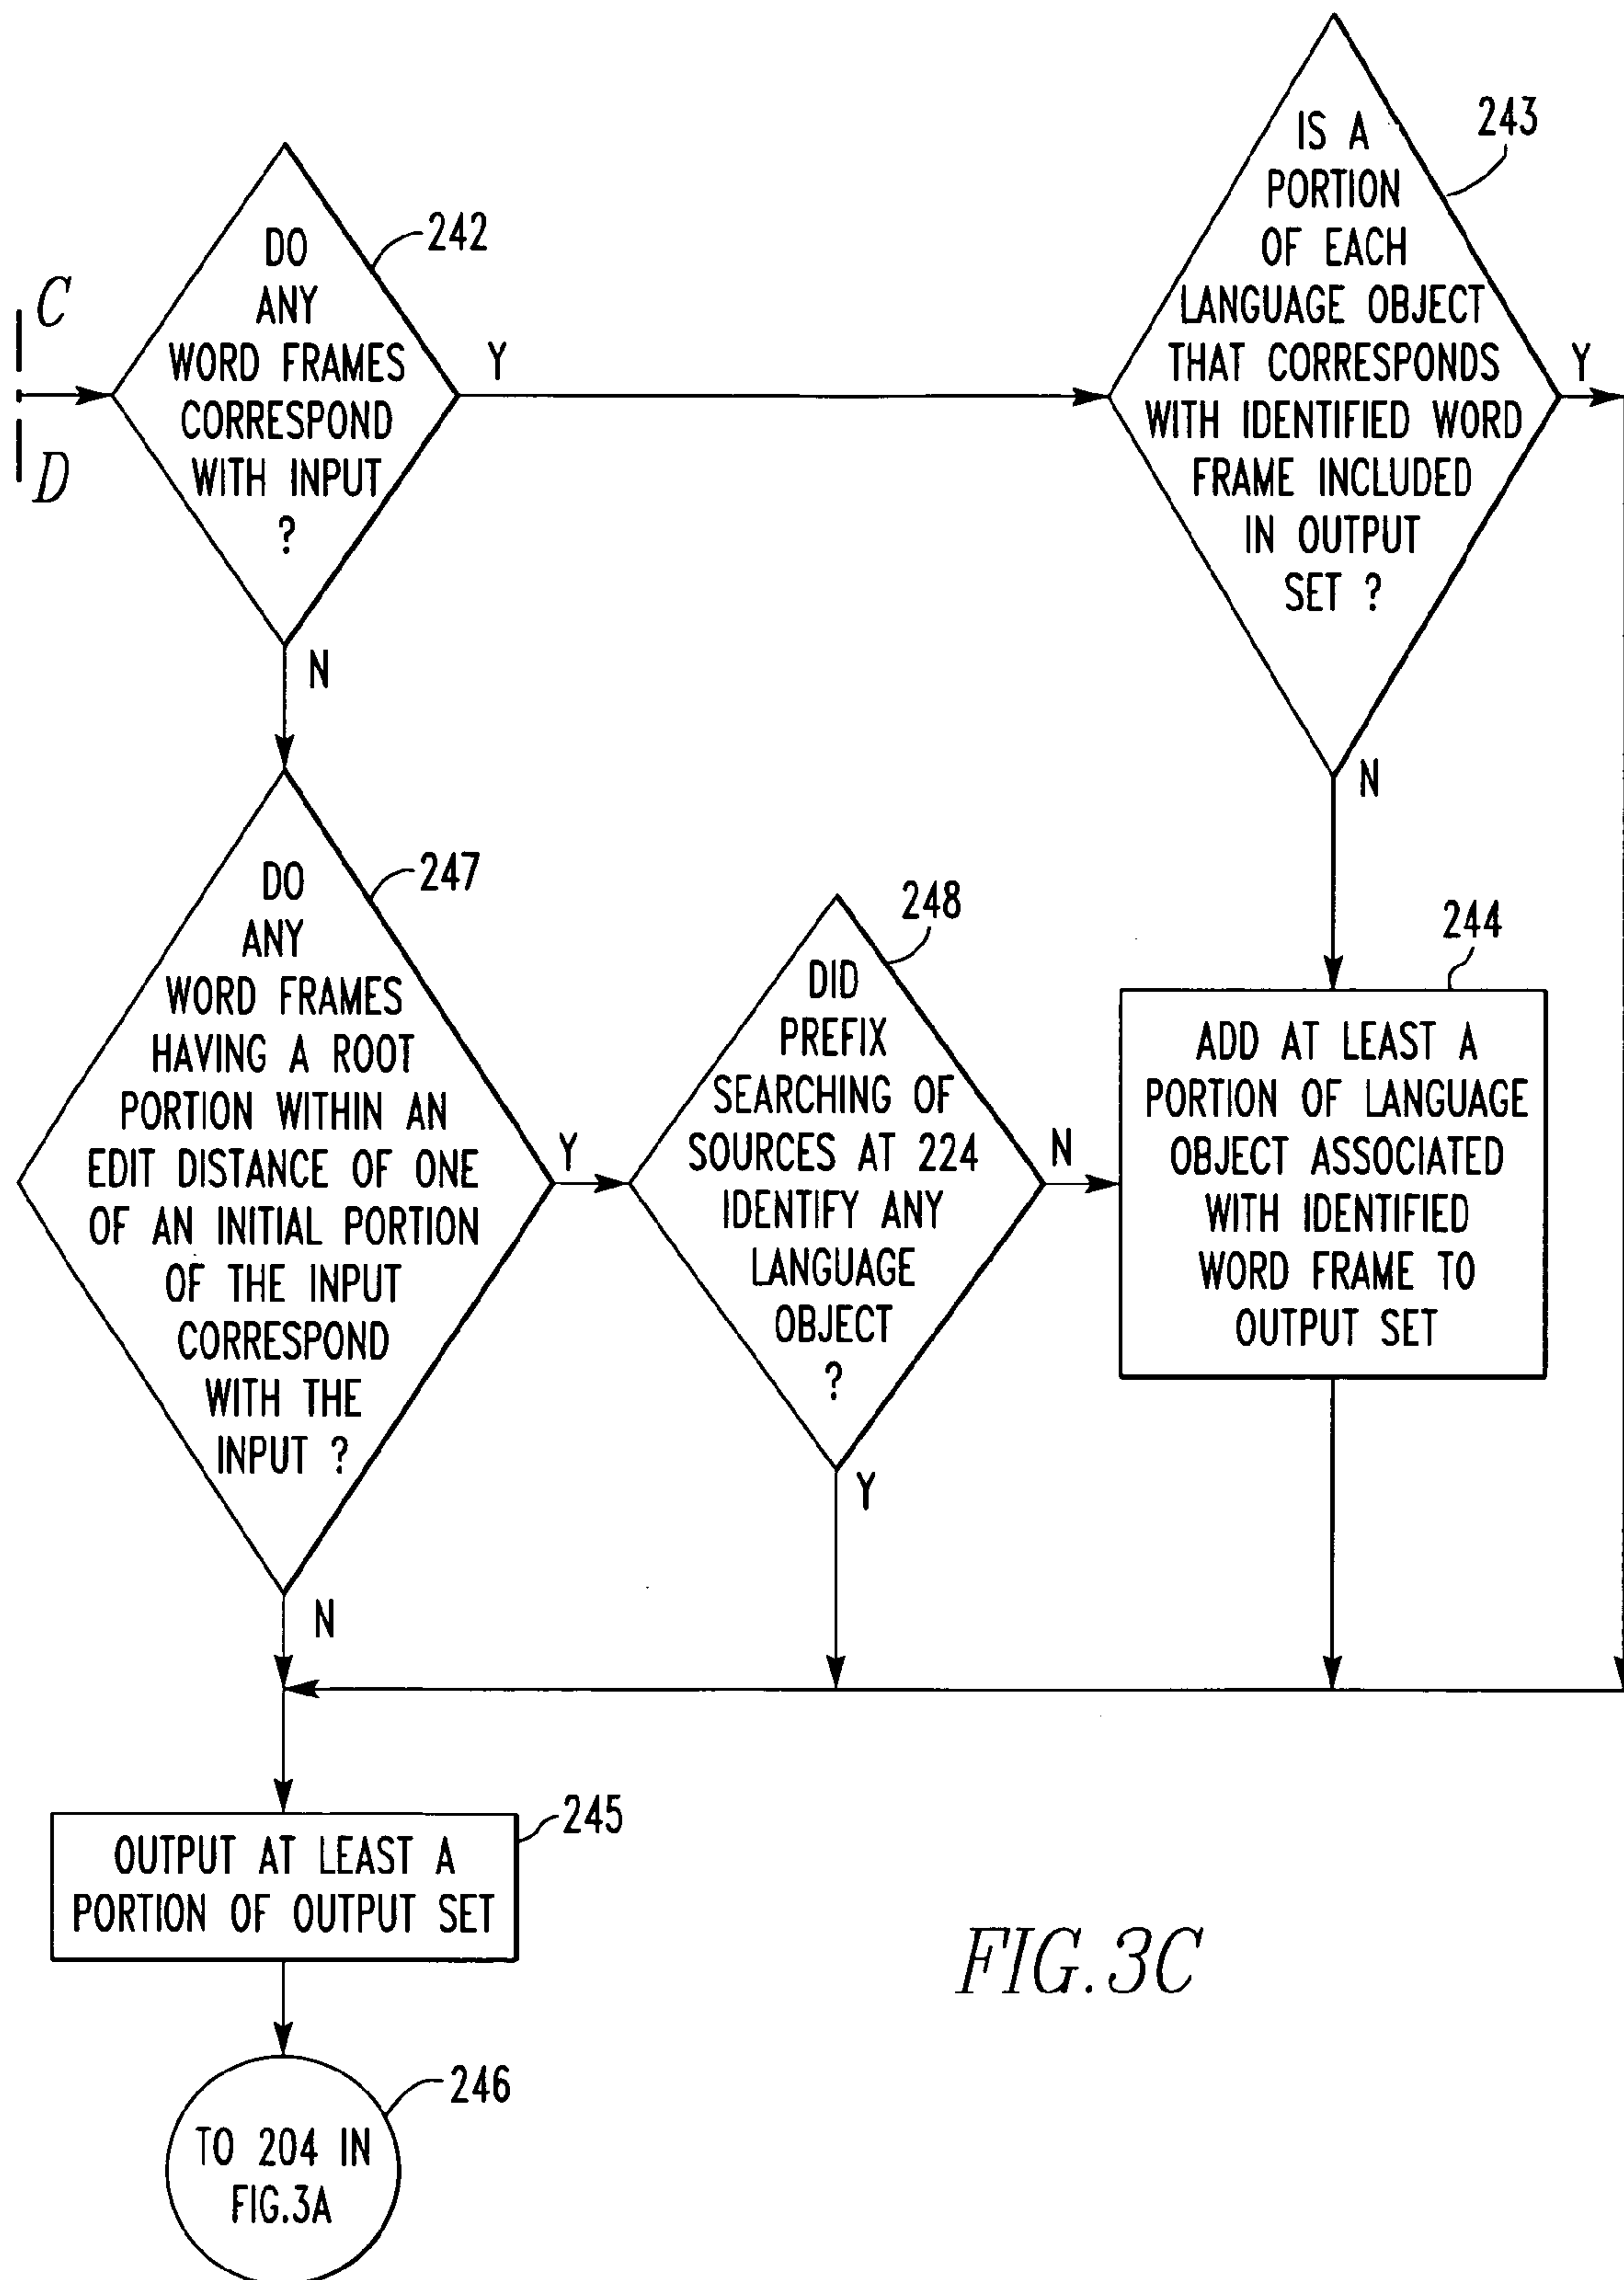 C
D
DO
ANY
WORD FRAMES
CORRESPOND
WITH INPUT
?
242
Y
N
IS A
PORTION
OF EACH
LANGUAGE OBJECT
THAT CORRESPONDS
WITH IDENTIFIED WORD
FRAME INCLUDED
IN OUTPUT
SET ?
243
Y
N
DO
ANY
WORD FRAMES
HAVING A ROOT
PORTION WITHIN AN
EDIT DISTANCE OF ONE
OF AN INITIAL PORTION
OF THE INPUT
CORRESPOND
WITH THE
INPUT ?
247
Y
N
DID
PREFIX
SEARCHING OF
SOURCES AT 224
IDENTIFY ANY
LANGUAGE
OBJECT
?
248
N
Y
244
ADD AT LEAST A
PORTION OF LANGUAGE
OBJECT ASSOCIATED
WITH IDENTIFIED
WORD FRAME TO
OUTPUT SET
OUTPUT AT LEAST A
PORTION OF OUTPUT SET
245
TO 204 IN
FIG.3A
246
FIG.3C